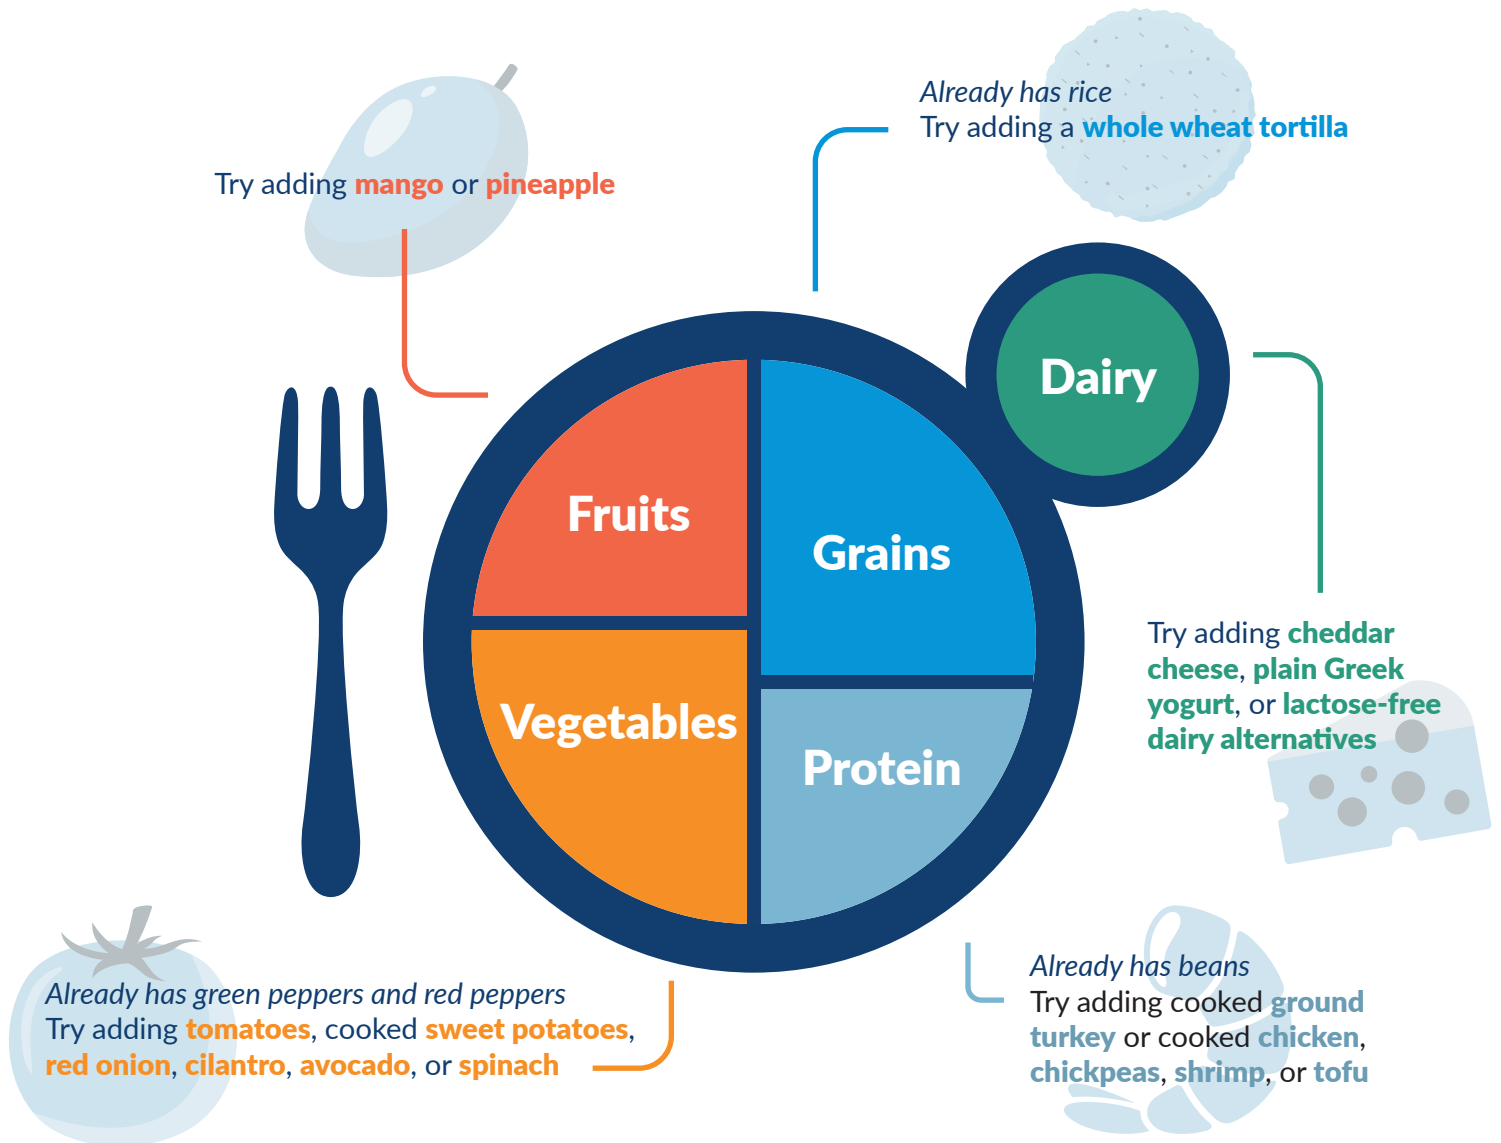 Already has rice
Try adding a whole wheat tortilla
Try adding mango or pineapple
Dairy
Fruits
Grains
Vegetables
Protein
Try adding cheddar
cheese, plain Greek
yogurt, or lactose-free
dairy alternatives
Already has green peppers and red peppers
Try adding tomatoes, cooked sweet potatoes,
red onion, cilantro, avocado, or spinach
Already has beans
Try adding cooked ground
turkey or cooked chicken,
chickpeas, shrimp, or tofu